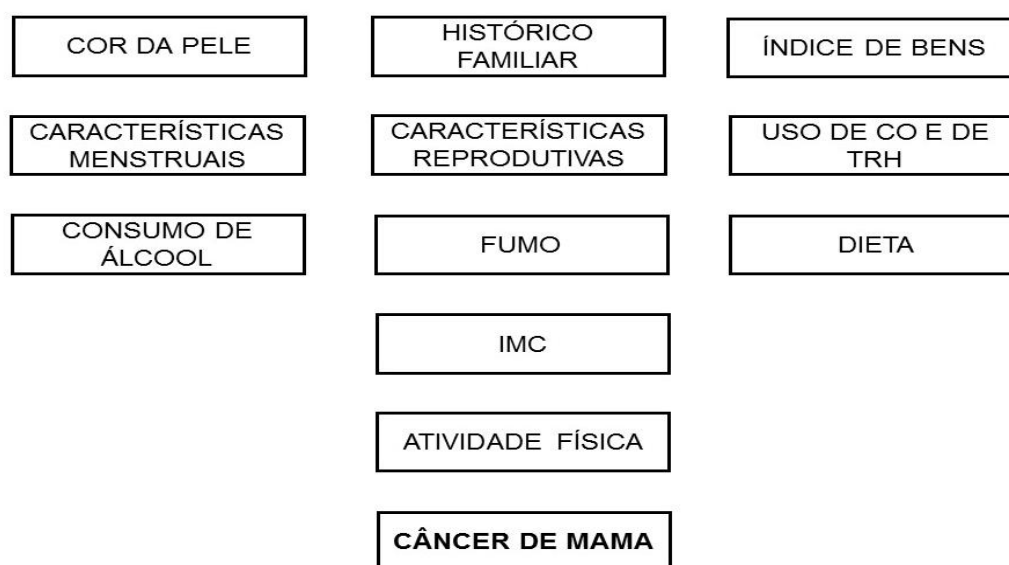 COR DA PELE
HISTÓRICO
FAMILIAR
ÍNDICE DE BENS
CARACTERÍSTICAS
MENSTRUAIS
CARACTERÍSTICAS
REPRODUTIVAS
USO DE CO E DE
TRH
CONSUMO DE
ÁLCOOL
FUMO
DIETA
IMC
ATIVIDADE FÍSICA
CÂNCER DE MAMA